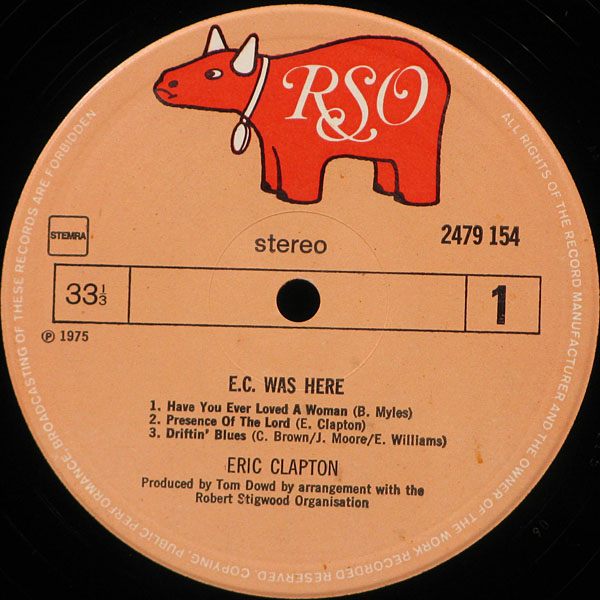 RSO
STEMRA
stereo
2479 154
33⅓
1
℗ 1975
E.C. WAS HERE
1. Have You Ever Loved A Woman (B. Myles)
2. Presence Of The Lord (E. Clapton)
3. Driftin' Blues (C. Brown/J. Moore/E. Williams)
ERIC CLAPTON
Produced by Tom Dowd by arrangement with the
Robert Stigwood Organisation
ALL RIGHTS OF THE RECORD MANUFACTURER AND THE OWNER OF THE WORK RECORDED RESERVED. COPYING, PUBLIC PERFORMANCE, BROADCASTING OF THESE RECORDS ARE FORBIDDEN